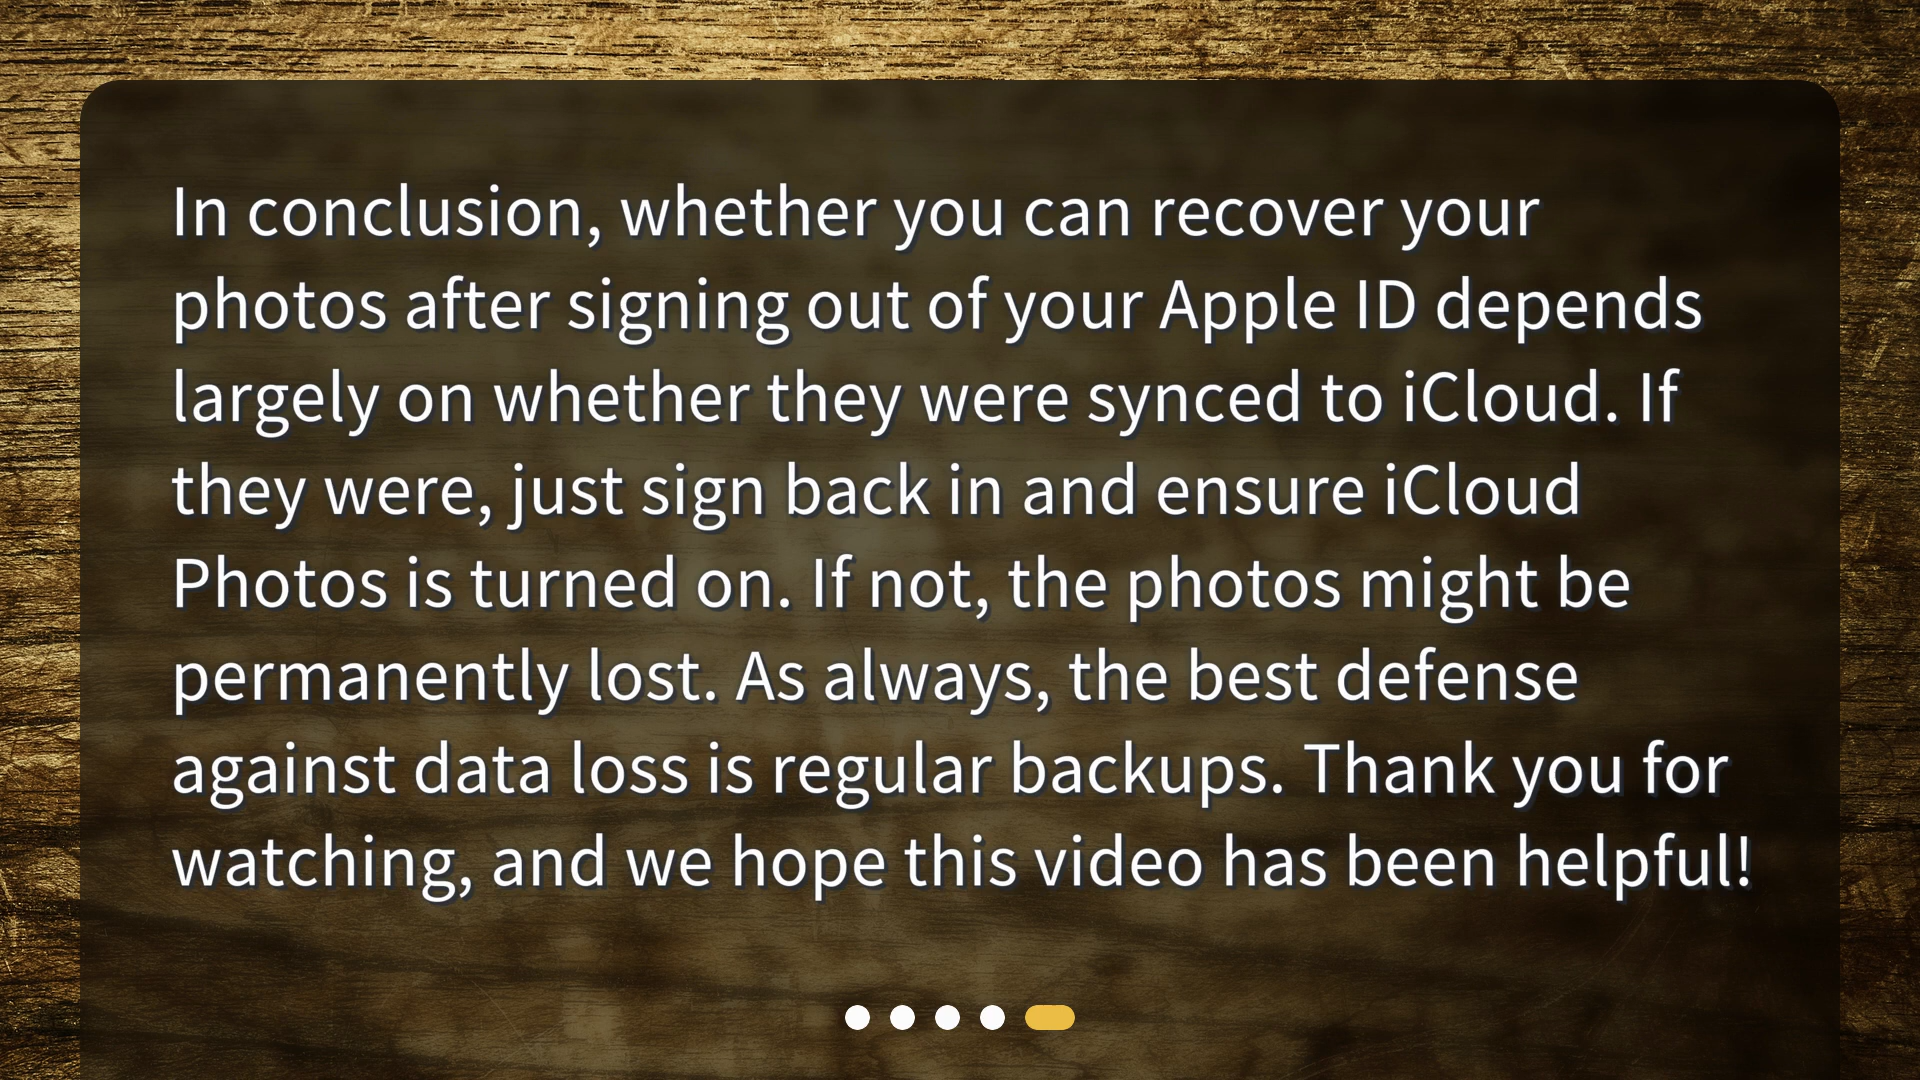 In conclusion, whether you can recover your
photos after signing out of your Apple ID depends
largely on whether they were synced to iCloud. If
they were, just sign back in and ensure iCloud
Photos is turned on. If not, the photos might be
permanently lost. As always, the best defense
against data loss is regular backups. Thank you for
watching, and we hope this video has been helpful!